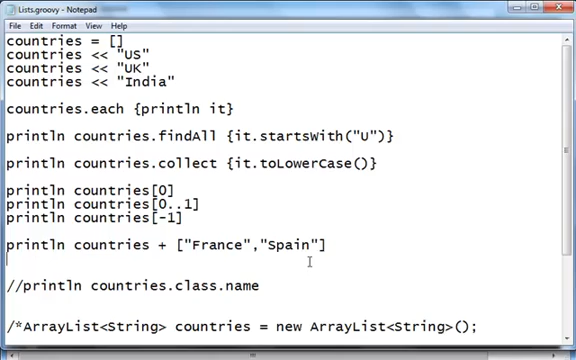 Lists.groovy - Notepad
File Edit Format View Help
countries = []
countries << "US"
countries << "UK"
countries << "India"
countries.each {println it}
println countries.findAll {it.startsWith("U")}
println countries.collect {it.toLowerCase()}
println countries[0]
println countries[0..1]
println countries[-1]
println countries + ["France","Spain"]
//println countries.class.name
/*ArrayList<String> countries = new ArrayList<String>();